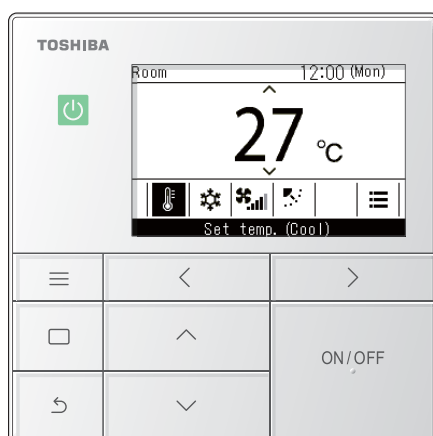 TOSHIBA
Room 12:00 (Mon)
27 °C
Set temp. (Cool)
ON/OFF